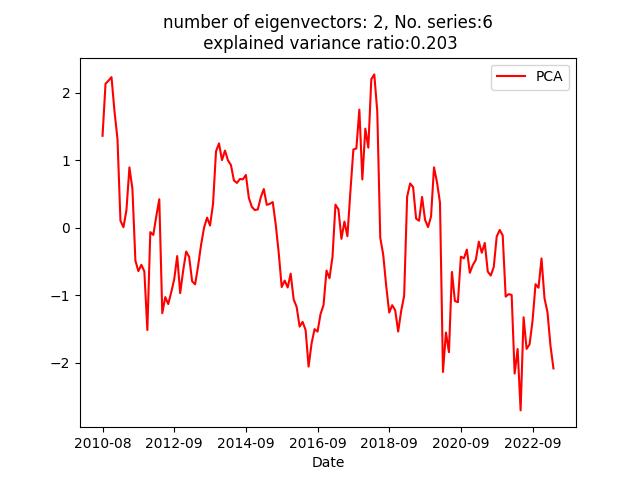 number of eigenvectors: 2, No. series:6
explained variance ratio:0.203
PCA
2
1
0
−1
−2
2010-08 2012-09 2014-09 2016-09 2018-09 2020-09 2022-09
Date